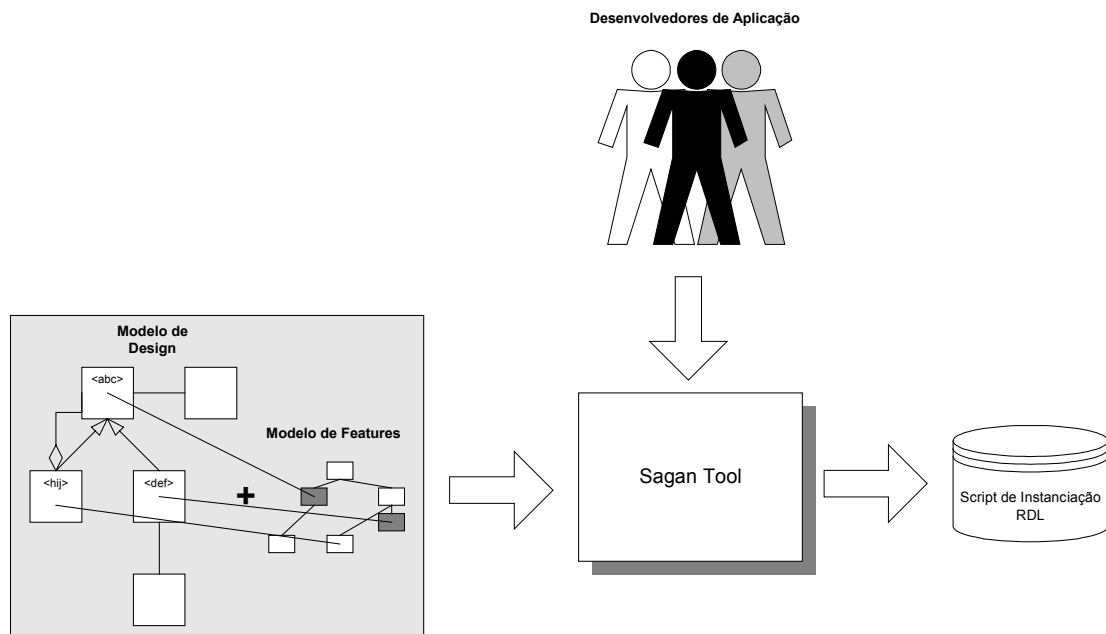 Desenvolvedores de Aplicação
Modelo de
Design
<abc>
Modelo de Features
<hij>
<def>
+
Sagan Tool
Script de Instanciação
RDL